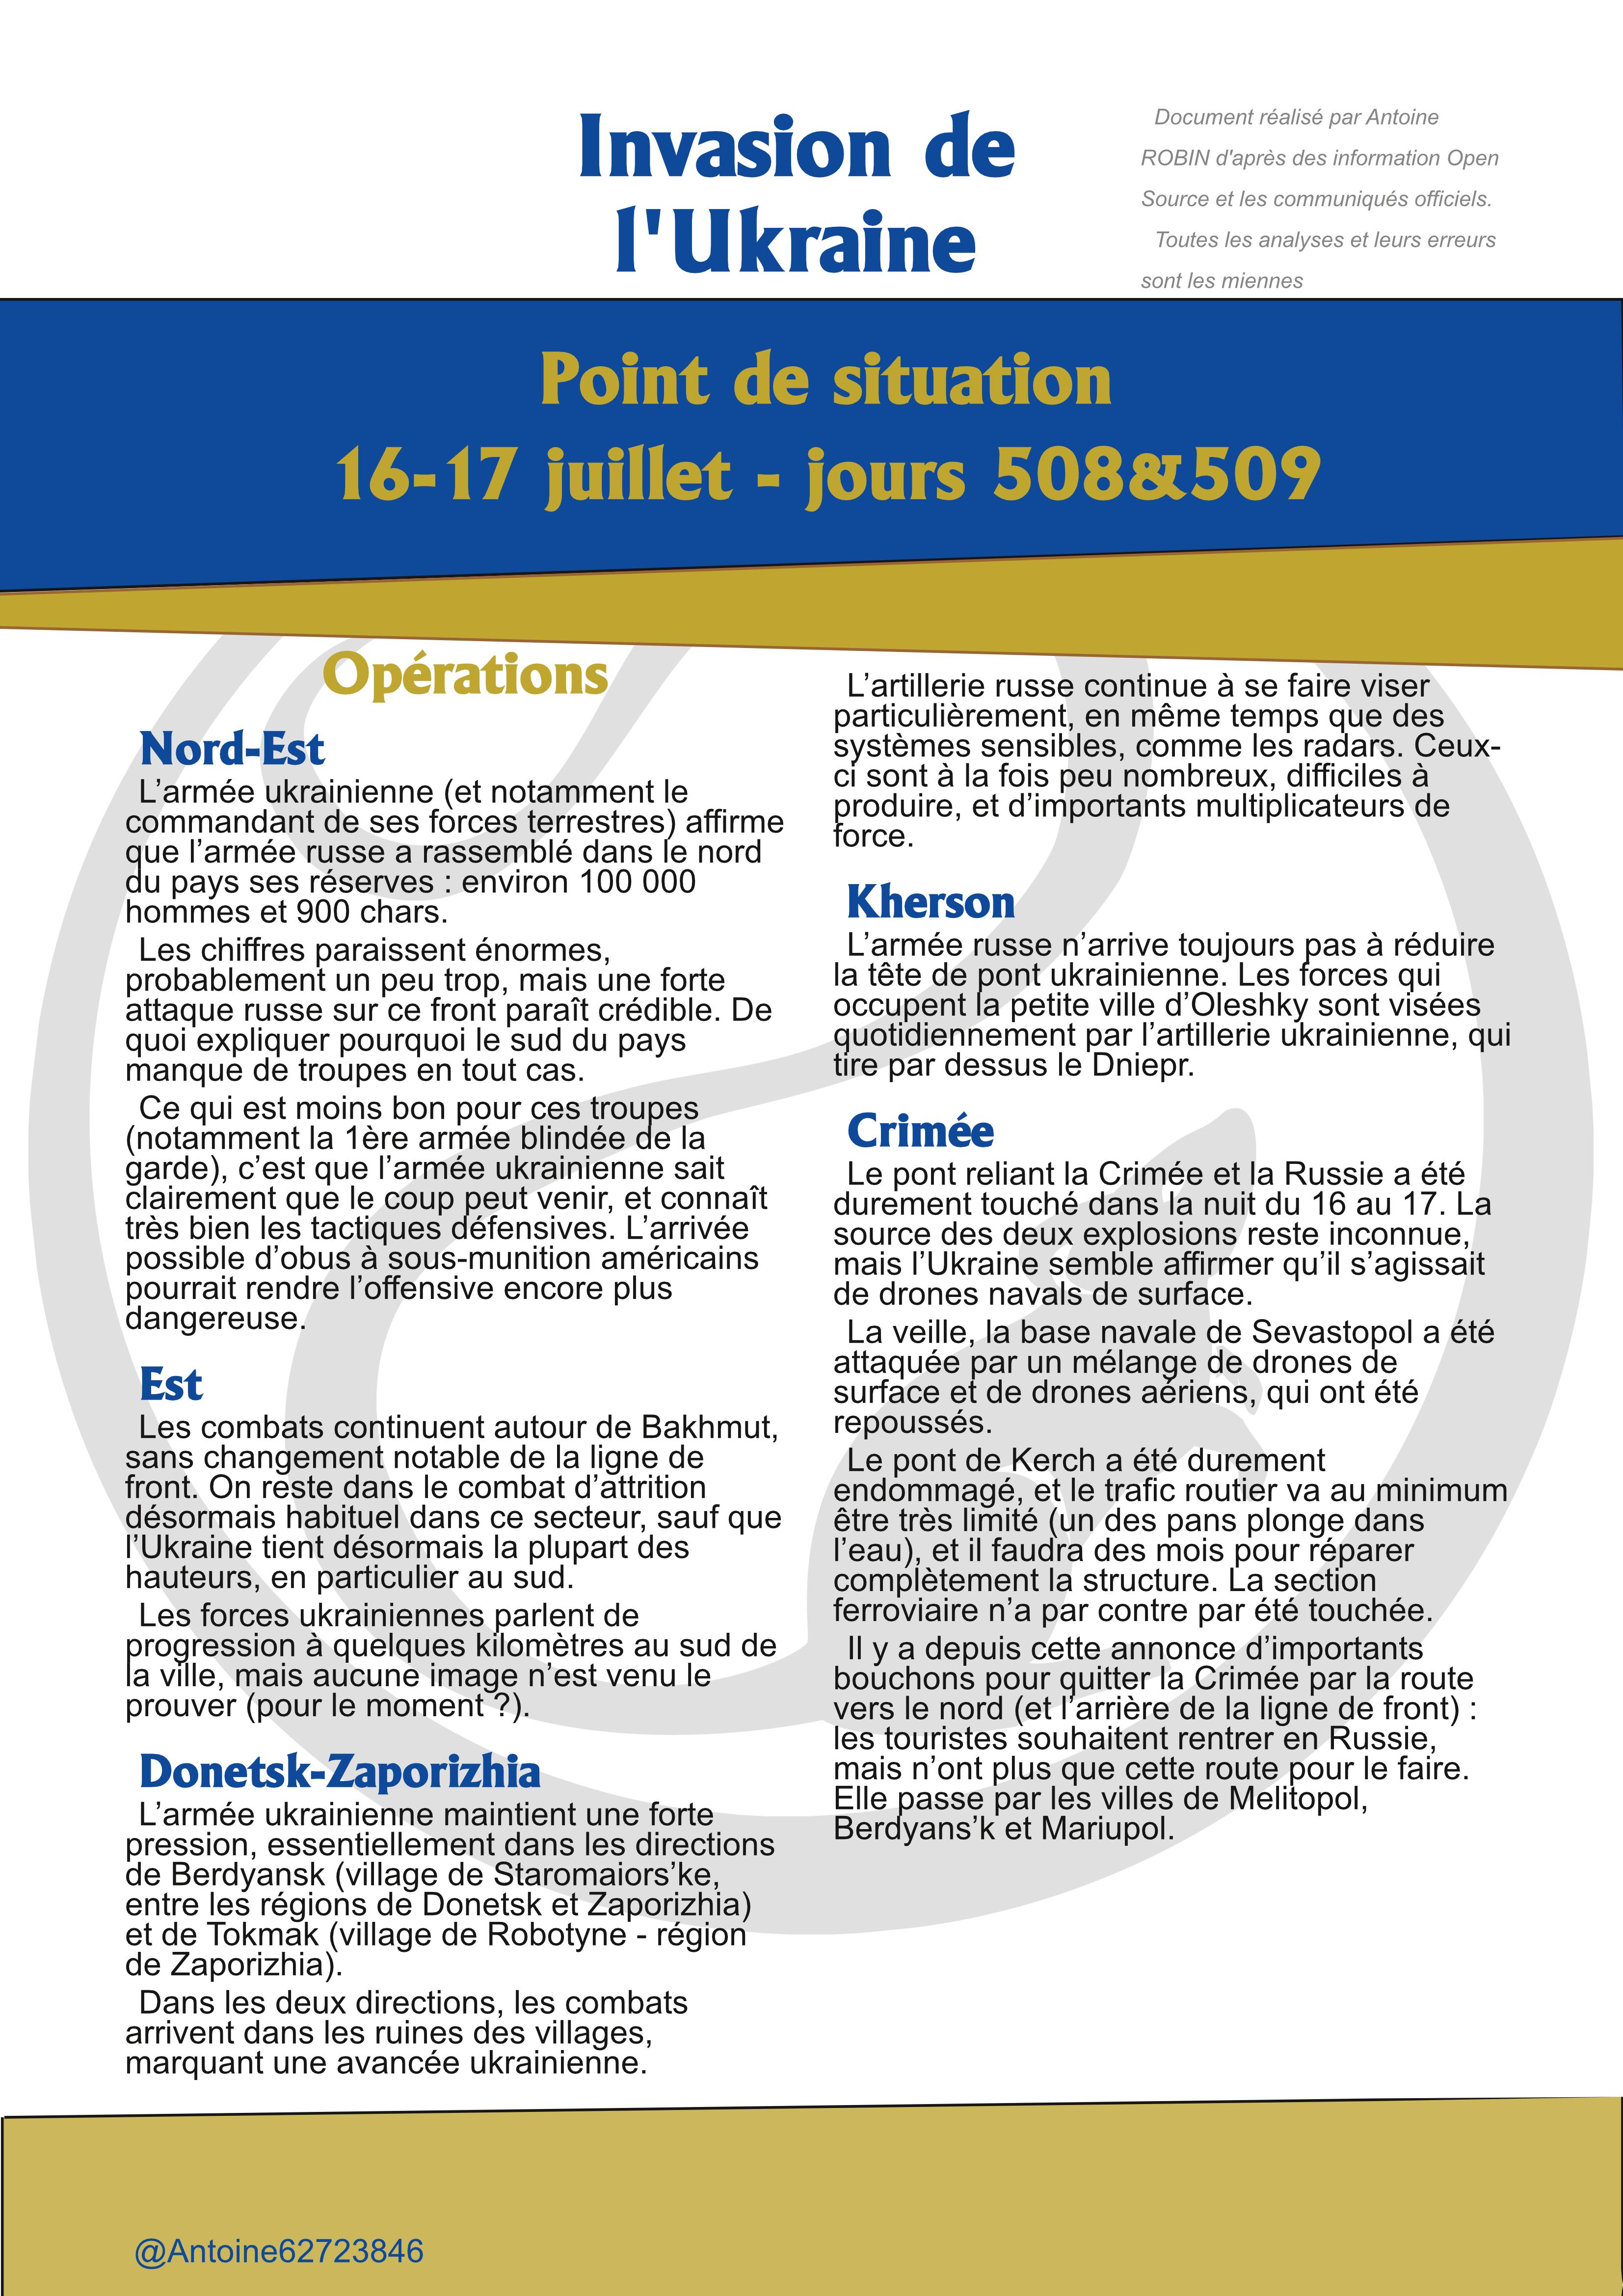 Invasion de
l'Ukraine
Document réalisé par Antoine
ROBIN d'après des information Open
Source et les communiqués officiels.
Toutes les analyses et leurs erreurs
sont les miennes
Point de situation
16-17 juillet - jours 508&509
Opérations
Nord-Est
L’armée ukrainienne (et notamment le
commandant de ses forces terrestres) affirme
que l’armée russe a rassemblé dans le nord
du pays ses réserves : environ 100 000
hommes et 900 chars.
Les chiffres paraissent énormes,
probablement un peu trop, mais une forte
attaque russe sur ce front paraît crédible. De
quoi expliquer pourquoi le sud du pays
manque de troupes en tout cas.
Ce qui est moins bon pour ces troupes
(notamment la 1ère armée blindée de la
garde), c’est que l’armée ukrainienne sait
clairement que le coup peut venir, et connaît
très bien les tactiques défensives. L’arrivée
possible d’obus à sous-munition américains
pourrait rendre l’offensive encore plus
dangereuse.
Est
Les combats continuent autour de Bakhmut,
sans changement notable de la ligne de
front. On reste dans le combat d’attrition
désormais habituel dans ce secteur, sauf que
l’Ukraine tient désormais la plupart des
hauteurs, en particulier au sud.
Les forces ukrainiennes parlent de
progression à quelques kilomètres au sud de
la ville, mais aucune image n’est venu le
prouver (pour le moment ?).
Donetsk-Zaporizhia
L’armée ukrainienne maintient une forte
pression, essentiellement dans les directions
de Berdyansk (village de Staromaiors’ke,
entre les régions de Donetsk et Zaporizhia)
et de Tokmak (village de Robotyne - région
de Zaporizhia).
Dans les deux directions, les combats
arrivent dans les ruines des villages,
marquant une avancée ukrainienne.
L’artillerie russe continue à se faire viser
particulièrement, en même temps que des
systèmes sensibles, comme les radars. Ceux-
ci sont à la fois peu nombreux, difficiles à
produire, et d’importants multiplicateurs de
force.
Kherson
L’armée russe n’arrive toujours pas à réduire
la tête de pont ukrainienne. Les forces qui
occupent la petite ville d’Oleshky sont visées
quotidiennement par l’artillerie ukrainienne, qui
tire par dessus le Dniepr.
Crimée
Le pont reliant la Crimée et la Russie a été
durement touché dans la nuit du 16 au 17. La
source des deux explosions reste inconnue,
mais l’Ukraine semble affirmer qu’il s’agissait
de drones navals de surface.
La veille, la base navale de Sevastopol a été
attaquée par un mélange de drones de
surface et de drones aériens, qui ont été
repoussés.
Le pont de Kerch a été durement
endommagé, et le trafic routier va au minimum
être très limité (un des pans plonge dans
l’eau), et il faudra des mois pour réparer
complètement la structure. La section
ferroviaire n’a par contre par été touchée.
Il y a depuis cette annonce d’importants
bouchons pour quitter la Crimée par la route
vers le nord (et l’arrière de la ligne de front) :
les touristes souhaitent rentrer en Russie,
mais n’ont plus que cette route pour le faire.
Elle passe par les villes de Melitopol,
Berdyans’k et Mariupol.
@Antoine62723846